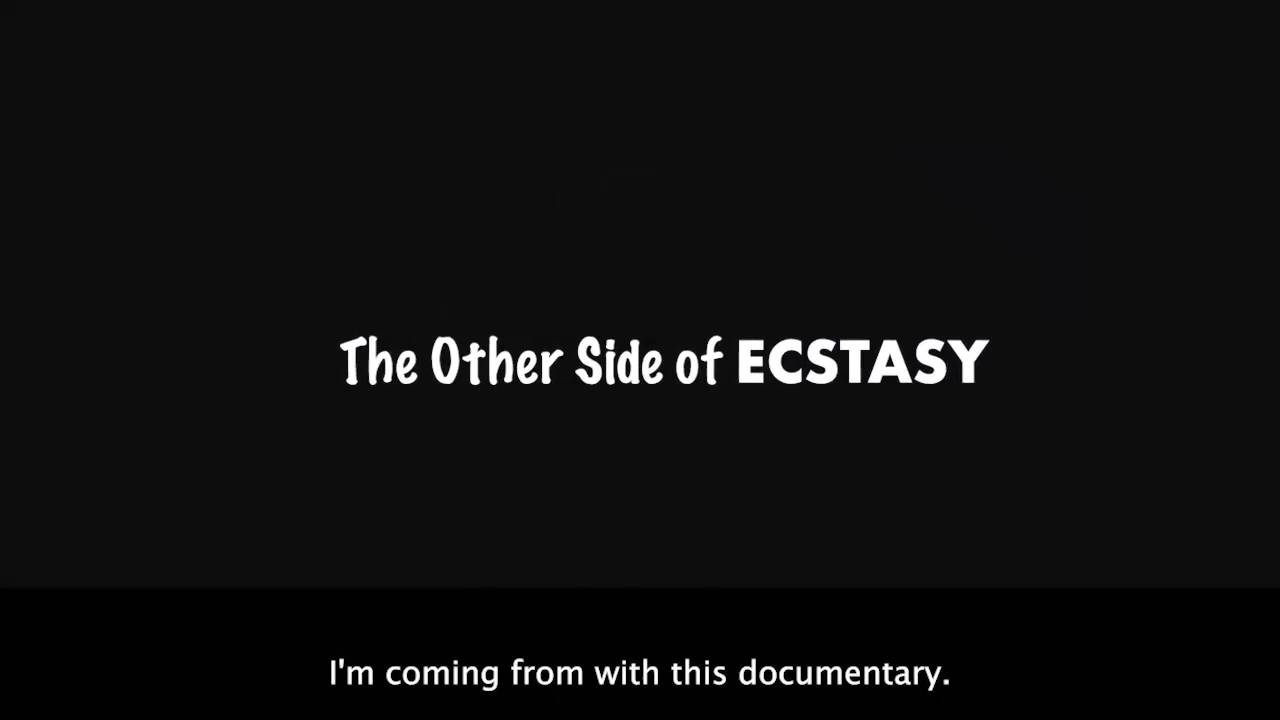 The Other Side of ECSTASY
I'm coming from with this documentary.